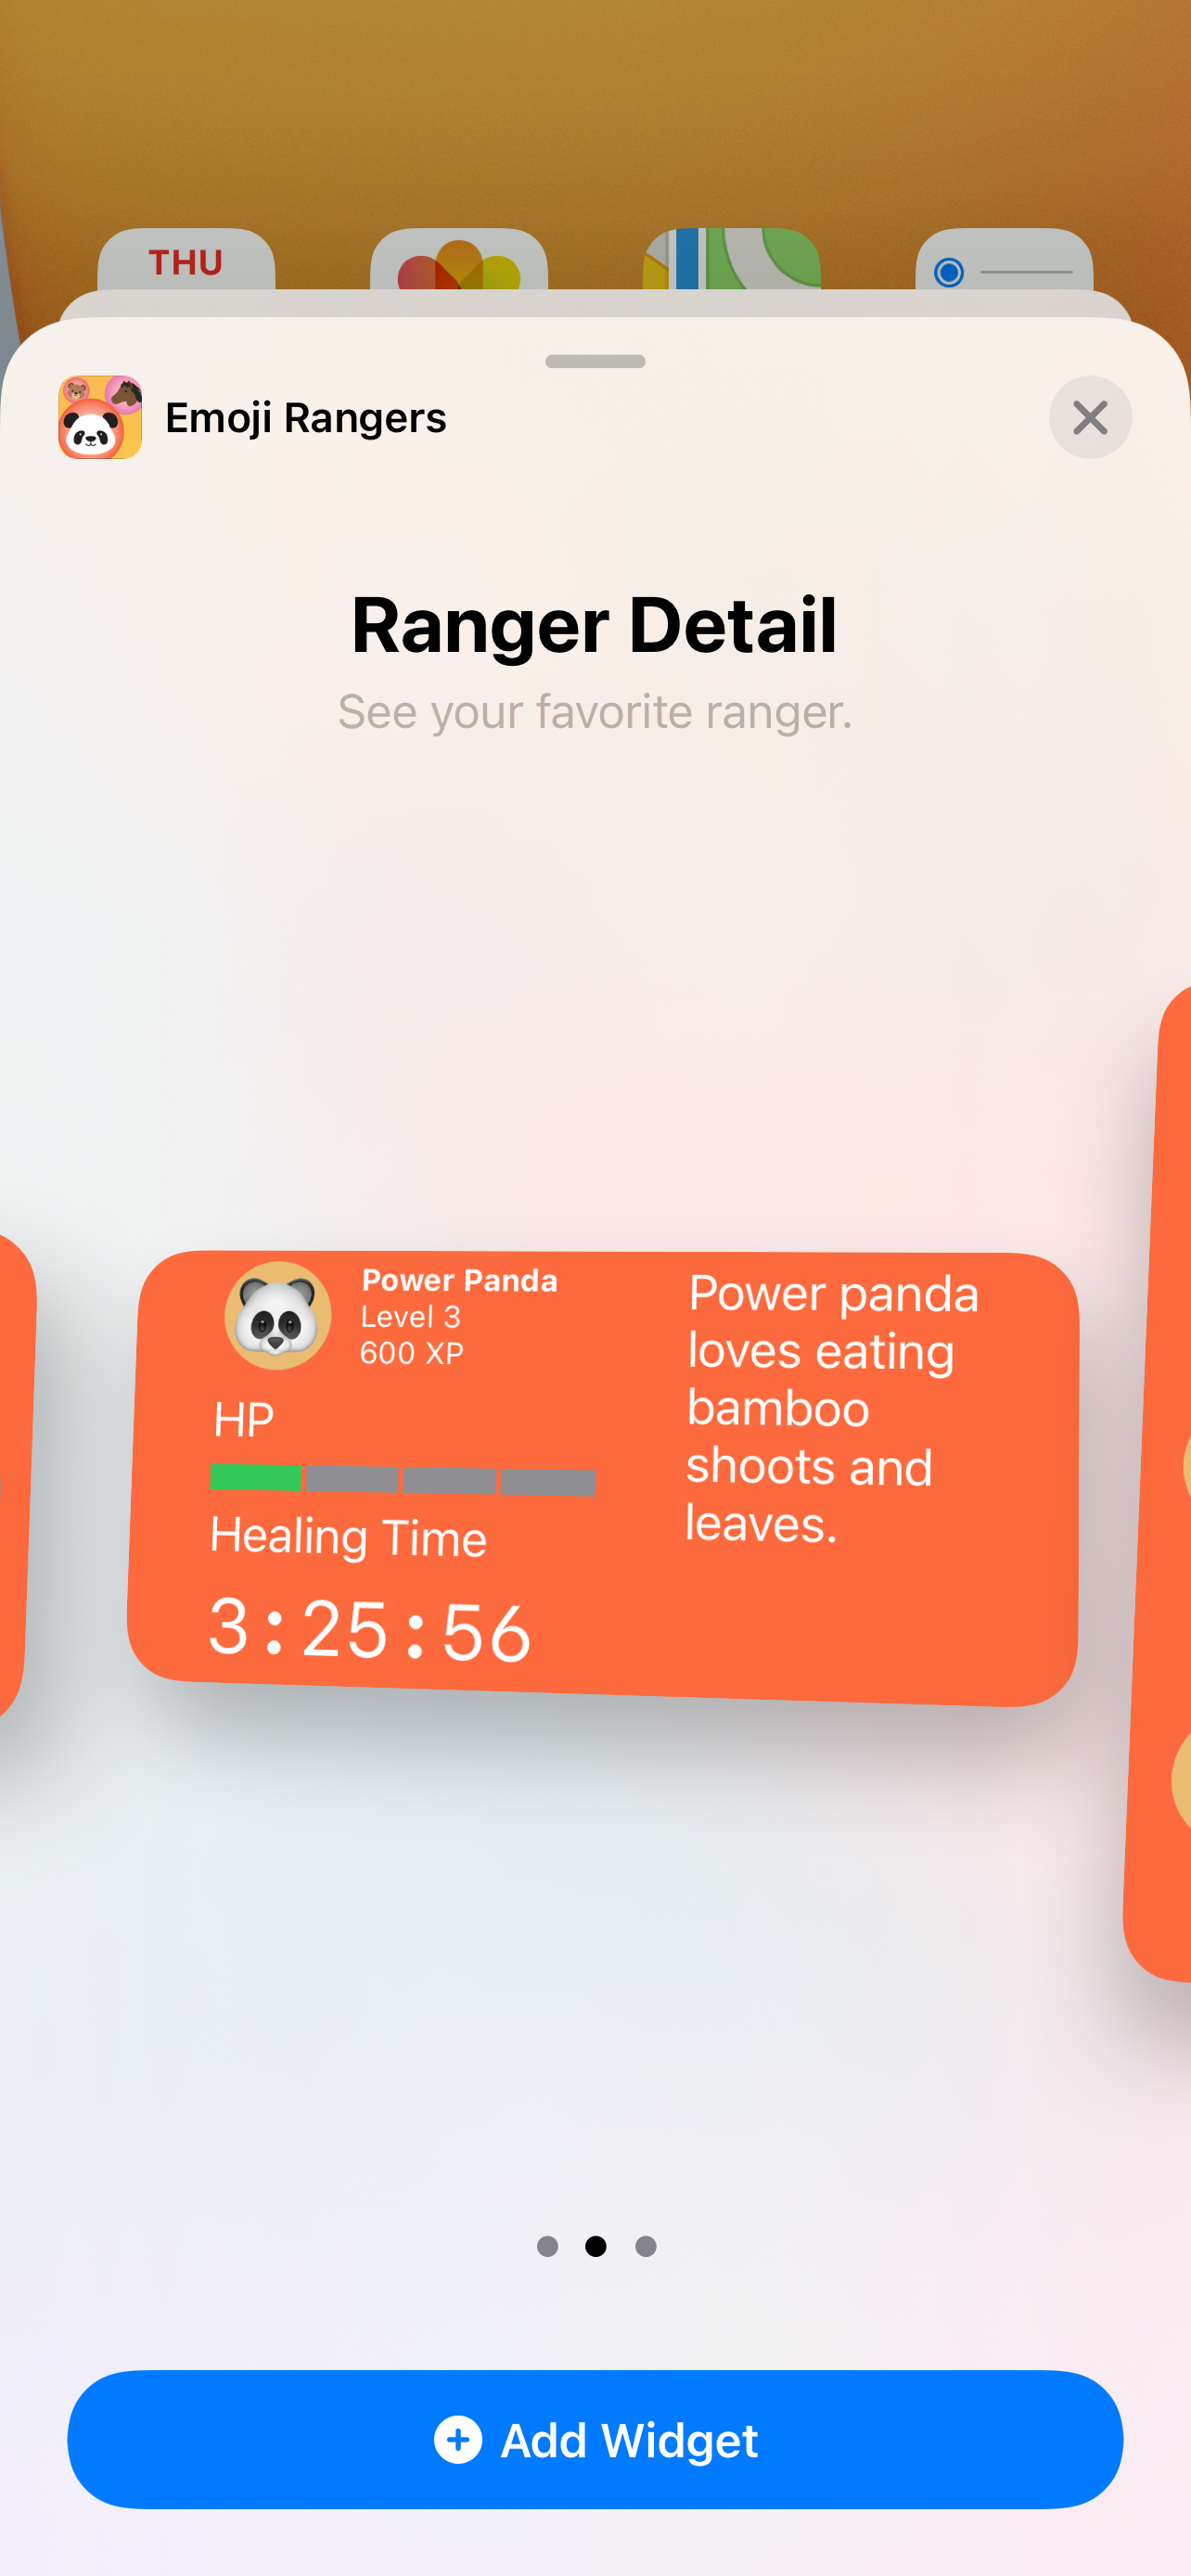 THU
Emoji Rangers
Ranger Detail
See your favorite ranger.
Power Panda
Level 3
600 XP
HP
Healing Time
3:25:56
Power panda
loves eating
bamboo
shoots and
leaves.
Add Widget